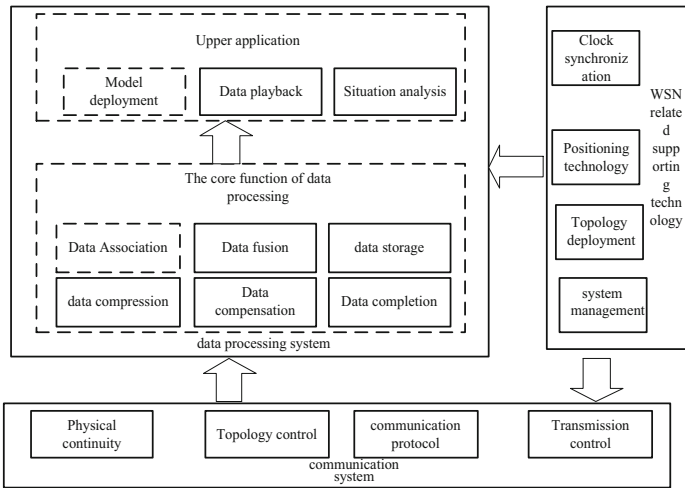 Upper application
Model
deployment
Data playback
Situation analysis
The core function of data
processing
Data Association
Data fusion
data storage
data compression
Data
compensation
Data completion
data processing system
Clock
synchroniz
ation
Positioning
technology
Topology
deployment
system
management
WSN
relate
d
supp
ortin
g
techn
ology
Physical
continuity
Topology control
communication
protocol
Transmission
control
communication
system